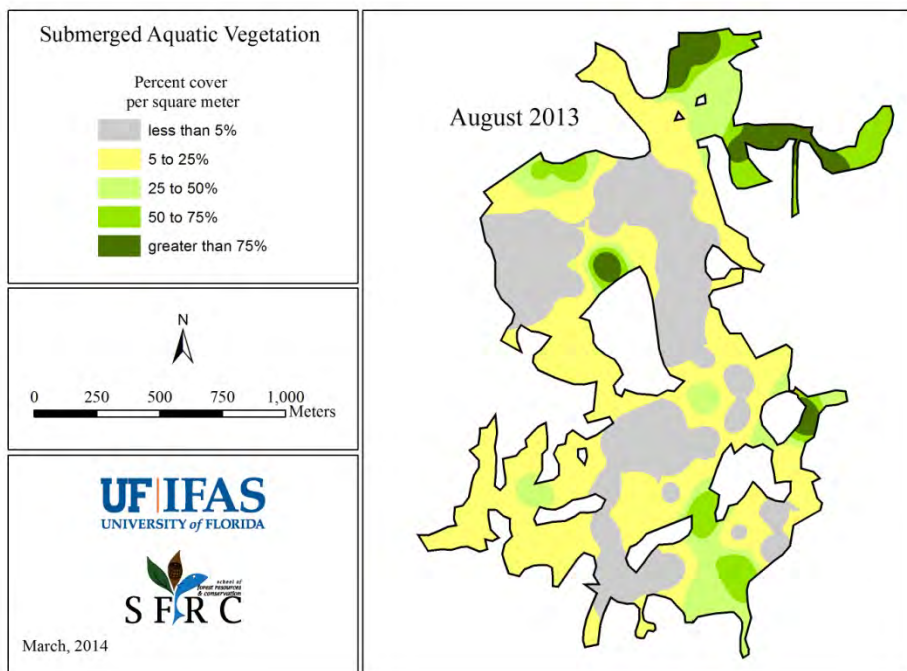 Submerged Aquatic Vegetation
Percent cover
per square meter
less than 5%
5 to 25%
25 to 50%
50 to 75%
greater than 75%
August 2013
N
0 250 500 750 1,000
Meters
UF|IFAS
UNIVERSITY of FLORIDA
school of
forest resources
& conservation
SFRC
March, 2014